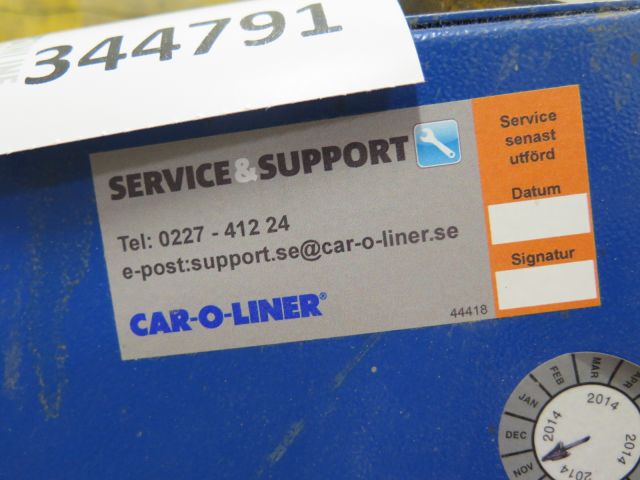 344791
SERVICE&SUPPORT
Tel: 0227 - 412 24
e-post:support.se@car-o-liner.se
CAR-O-LINER®
44418
Service
senast
utförd
Datum
Signatur
NOV DEC JAN FEB MAR APR
2014 2014 2014 2014